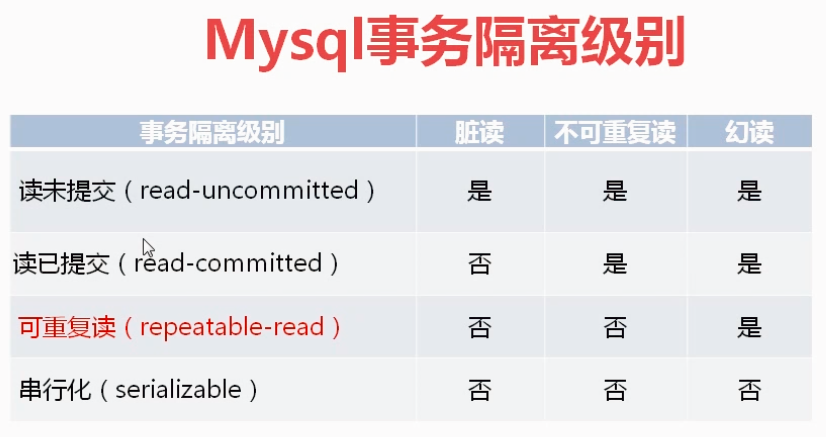 Mysql事务隔离级别
事务隔离级别 脏读 不可重复读 幻读
读未提交（read-uncommitted） 是 是 是
读已提交（read-committed） 否 是 是
可重复读（repeatable-read） 否 否 是
串行化（serializable） 否 否 否